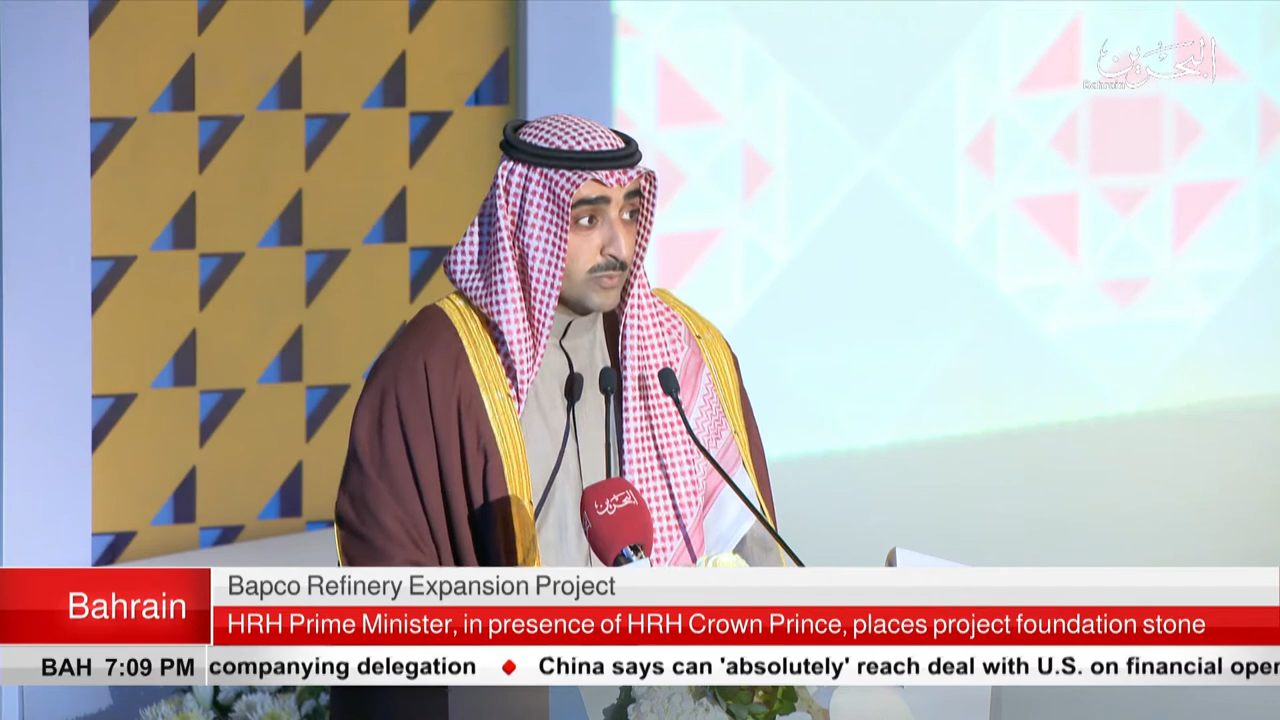 البحرين
Bahrain
البحرين
Bahrain
Bapco Refinery Expansion Project
HRH Prime Minister, in presence of HRH Crown Prince, places project foundation stone
BAH 7:09 PM
companying delegation ♦ China says can 'absolutely' reach deal with U.S. on financial oper